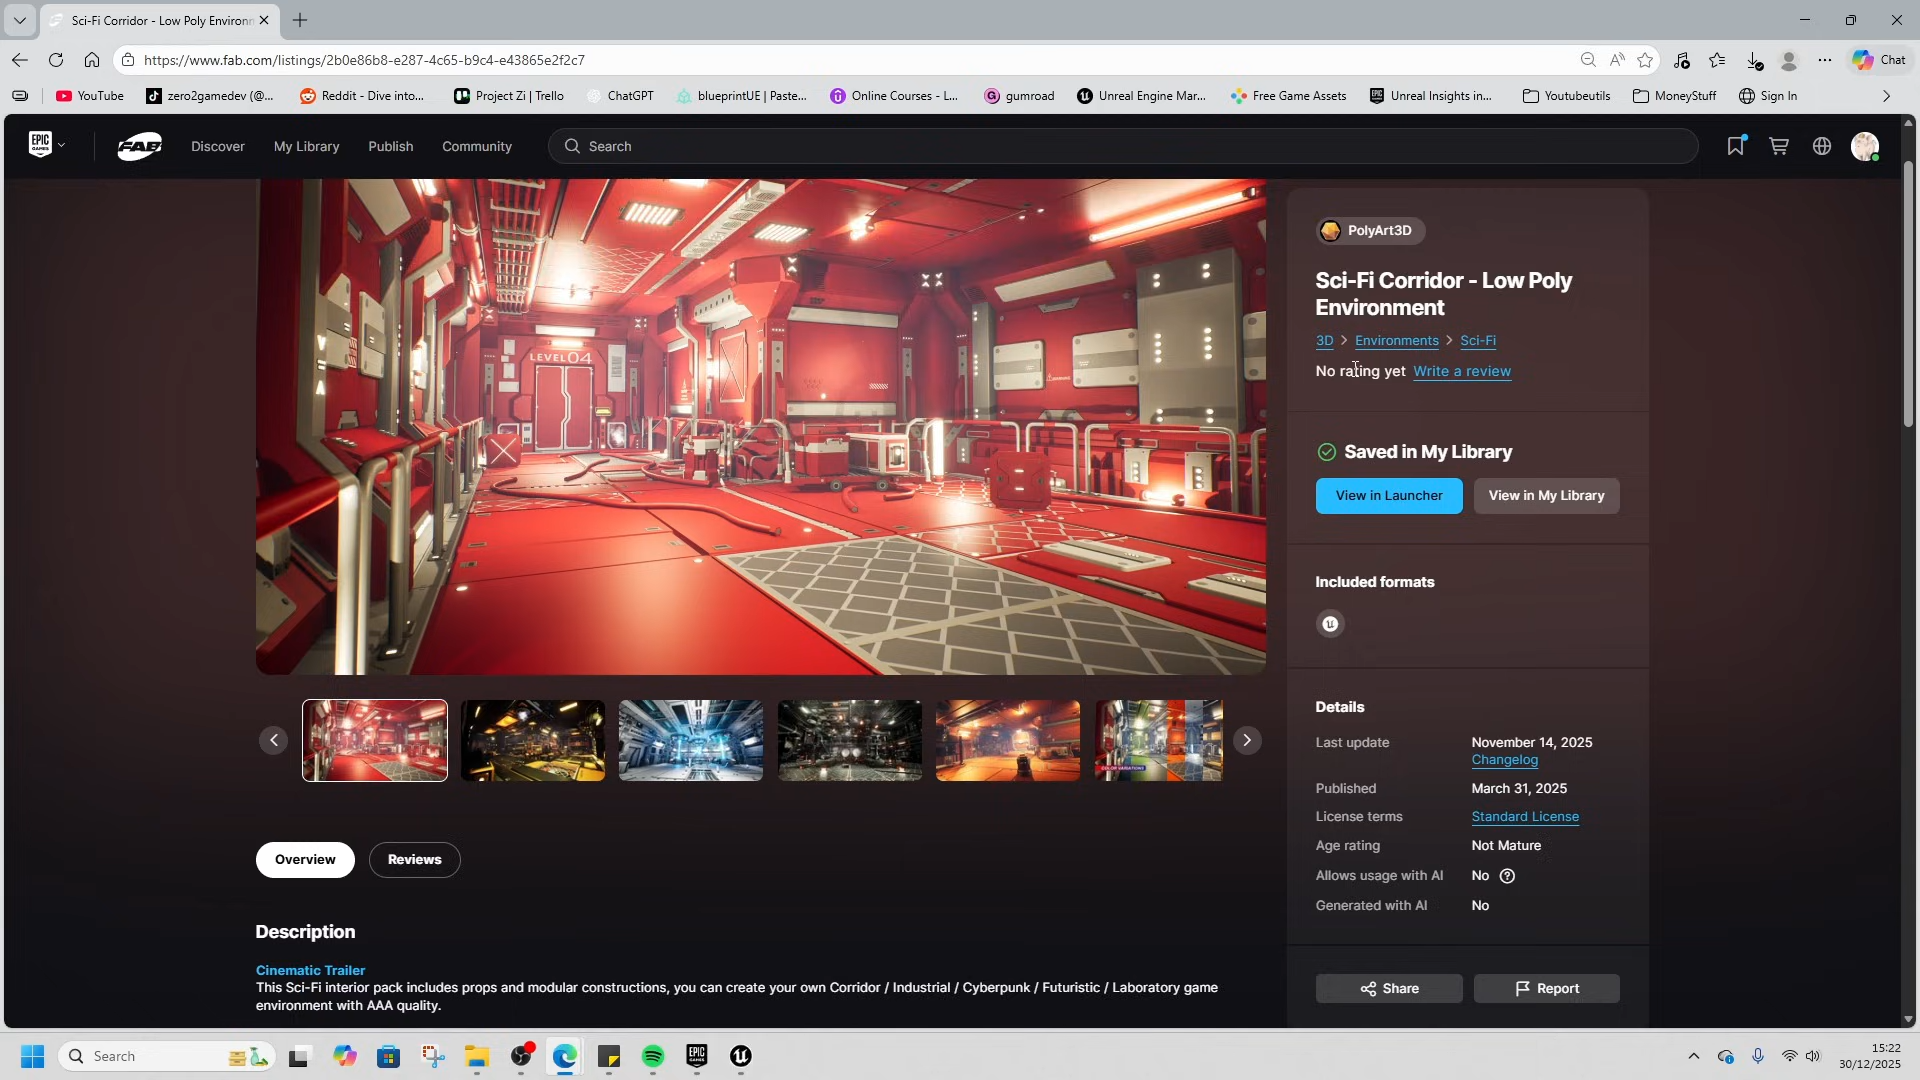 Sci-Fi Corridor - Low Poly Environm
https://www.fab.com/listings/2b0e86b8-e287-4c65-b9c4-e43865e2f2c7
Chat
YouTube
zero2gamedev (@...
Reddit - Dive into...
Project Zi | Trello
ChatGPT
blueprintUE | Paste...
Online Courses - L...
gumroad
Unreal Engine Mar...
Free Game Assets
Unreal Insights in...
Youtubeutils
MoneyStuff
Sign In
EPIC GAMES
FAB
Discover
My Library
Publish
Community
Search
LEVEL 04
PolyArt3D
Sci-Fi Corridor - Low Poly
Environment
3D > Environments > Sci-Fi
No rating yet Write a review
Saved in My Library
View in Launcher
View in My Library
Included formats
Details
Last update November 14, 2025
Changelog
Published March 31, 2025
License terms Standard License
Age rating Not Mature
Allows usage with AI No
Generated with AI No
Share
Report
COLOR VARIATIONS
Overview
Reviews
Description
Cinematic Trailer
This Sci-Fi interior pack includes props and modular constructions, you can create your own Corridor / Industrial / Cyberpunk / Futuristic / Laboratory game
environment with AAA quality.
Search
15:22
30/12/2025